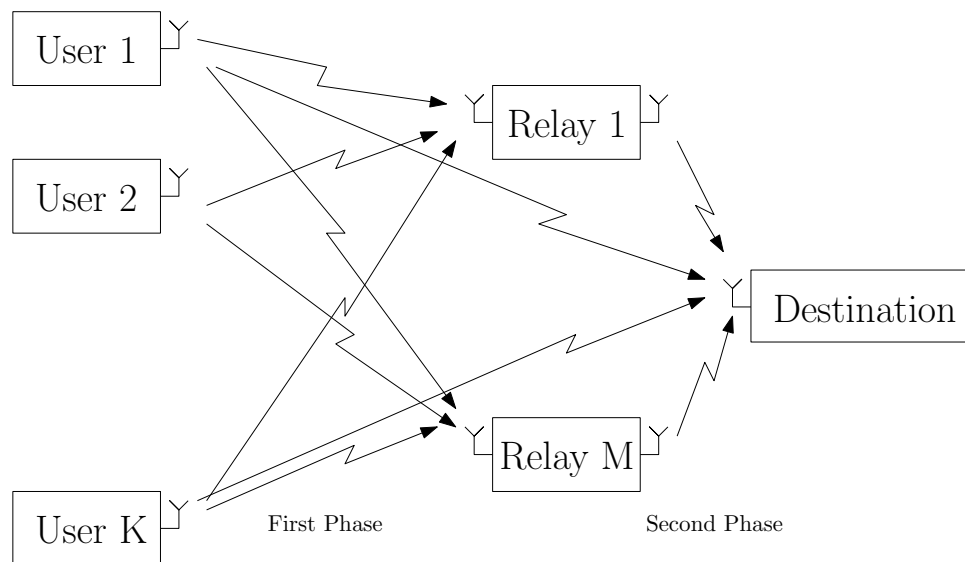 User 1
Relay 1
User 2
Destination
Relay M
User K
First Phase
Second Phase